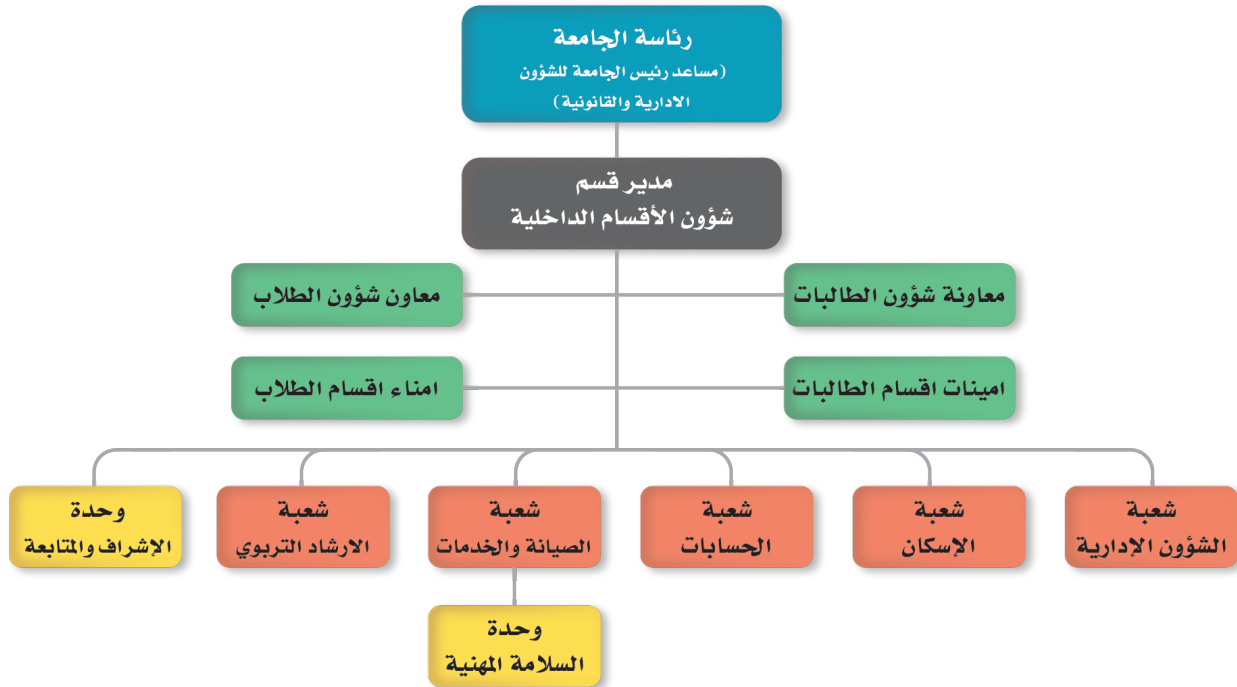 رئاسة الجامعة
(مساعد رئيس الجامعة للشؤون
الادارية والقانونية)
مدير قسم
شؤون الأقسام الداخلية
معاونة شؤون الطالبات
معاون شؤون الطلاب
امينات اقسام الطالبات
امناء اقسام الطلاب
شعبة
الشؤون الإدارية
شعبة
الإسكان
شعبة
الحسابات
شعبة
الصيانة والخدمات
شعبة
الارشاد التربوي
وحدة
الإشراف والمتابعة
وحدة
السلامة المهنية